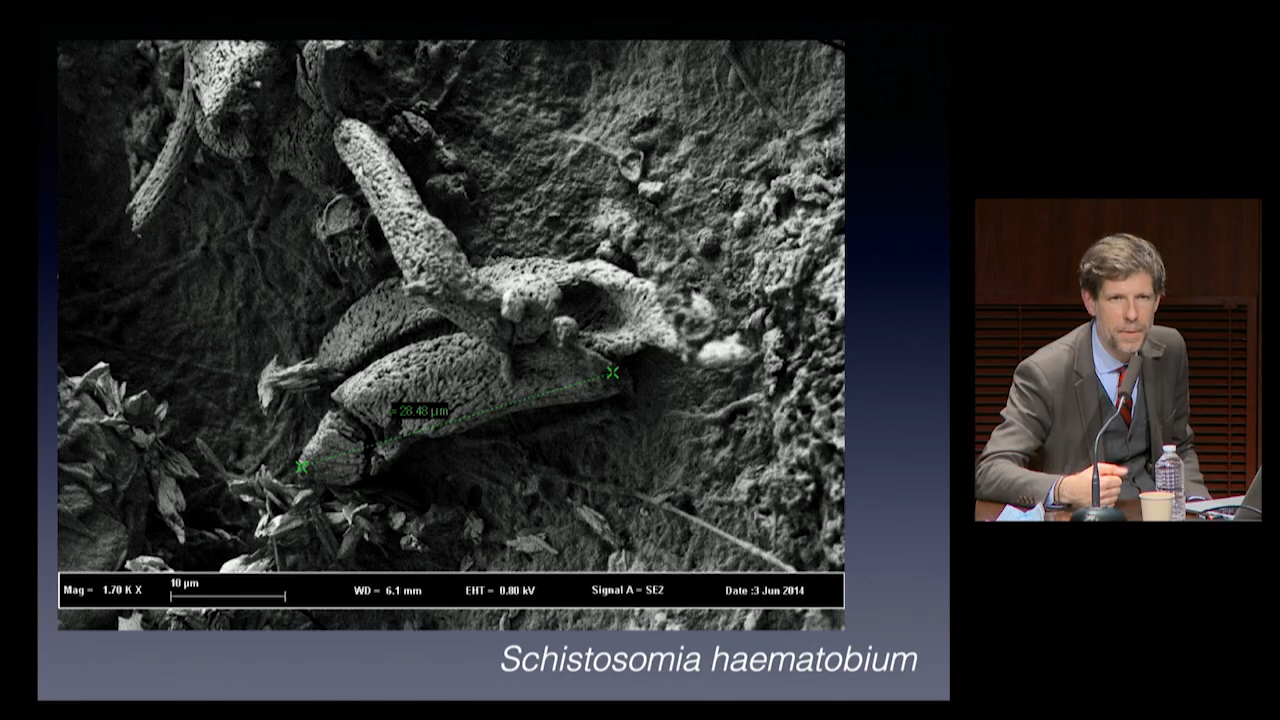 = 28.48 µm
Mag = 1.70 K X 10 µm WD = 6.1 mm EHT = 0.80 kV Signal A = SE2 Date :3 Jun 2014
Schistosomia haematobium